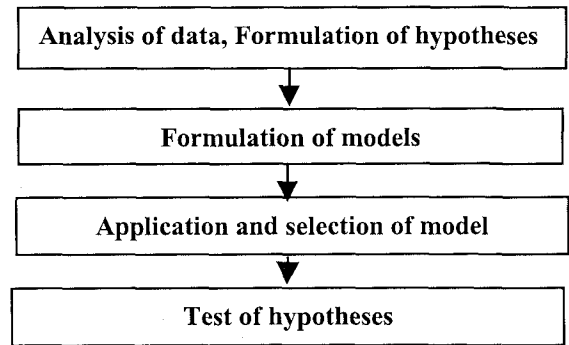 Analysis of data, Formulation of hypotheses
Formulation of models
Application and selection of model
Test of hypotheses